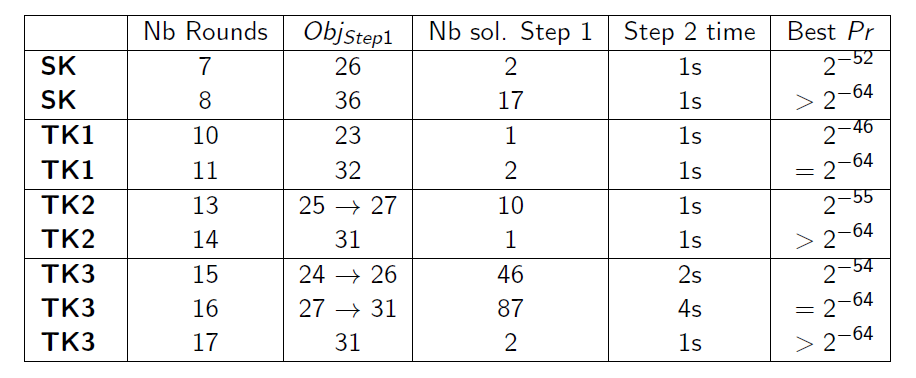 Nb Rounds Obj_{Step1} Nb sol. Step 1 Step 2 time Best Pr
SK 7 26 2 1s 2^{−52}
SK 8 36 17 1s > 2^{−64}
TK1 10 23 1 1s 2^{−46}
TK1 11 32 2 1s = 2^{−64}
TK2 13 25 → 27 10 1s 2^{−55}
TK2 14 31 1 1s > 2^{−64}
TK3 15 24 → 26 46 2s 2^{−54}
TK3 16 27 → 31 87 4s = 2^{−64}
TK3 17 31 2 1s > 2^{−64}